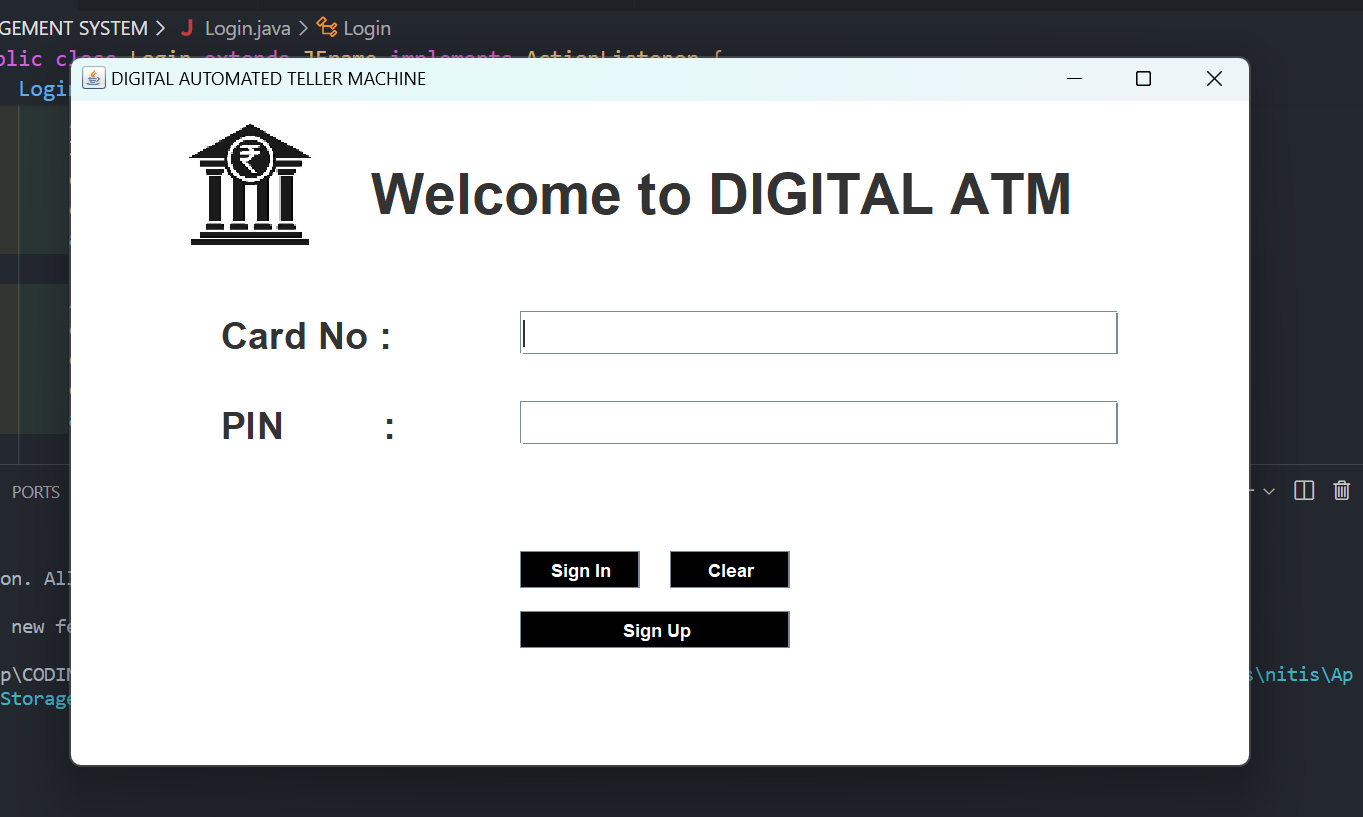 GEMENT SYSTEM > J Login.java > Login
blic class Login extends JFrame implements ActionListener {
Logi
DIGITAL AUTOMATED TELLER MACHINE
₹
Welcome to DIGITAL ATM
Card No :
PIN :
PORTS
Sign In Clear
on. All
Sign Up
new fe
p\CODIN
s\nitis\Ap
Storage